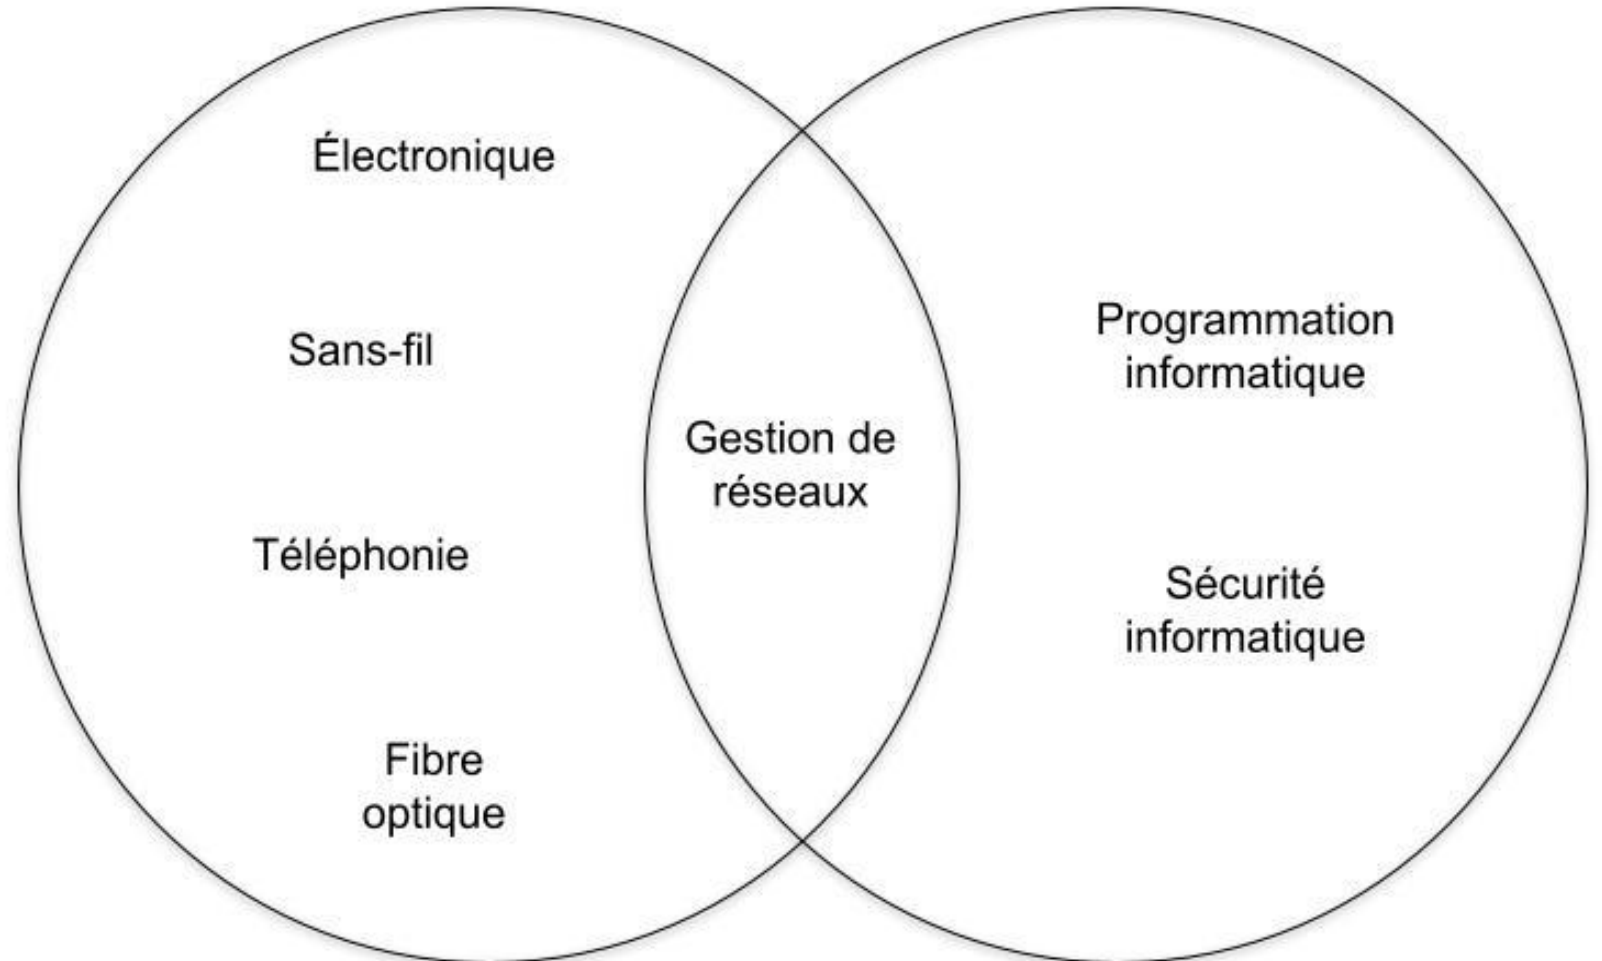 Électronique
Sans-fil
Téléphonie
Fibre
optique
Gestion de
réseaux
Programmation
informatique
Sécurité
informatique